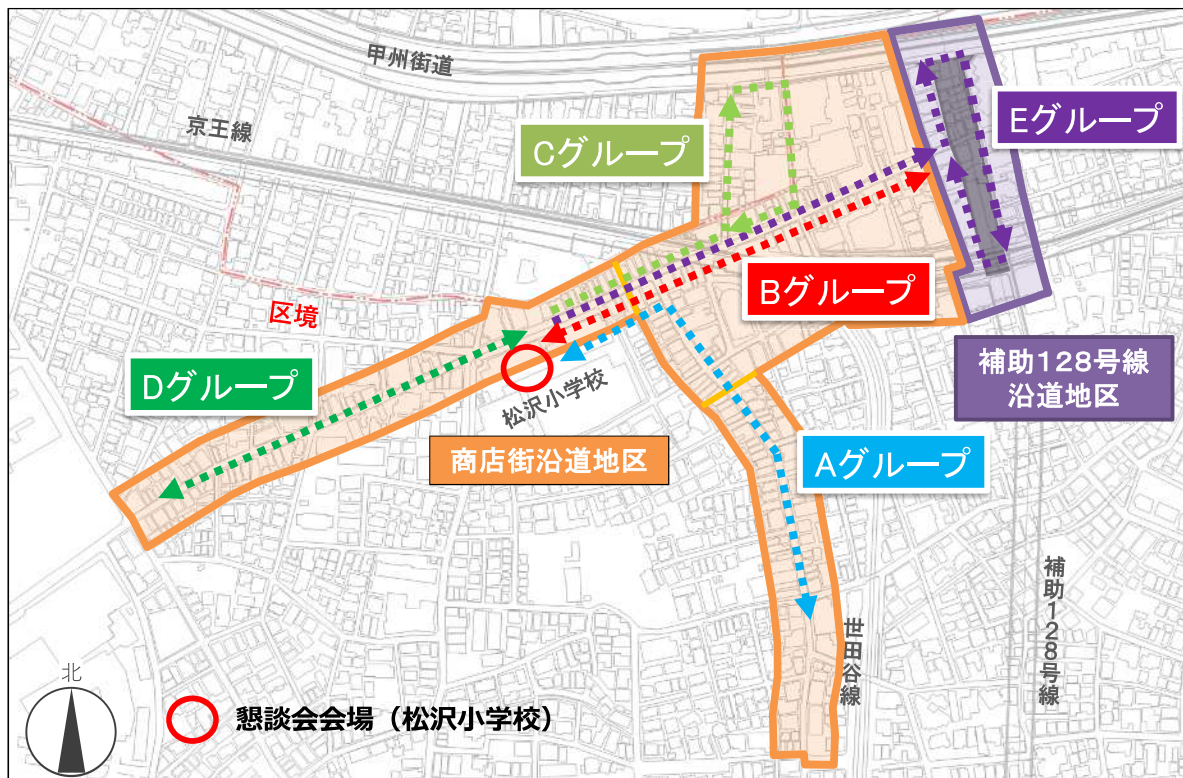 甲州街道
京王線
Cグループ
Eグループ
Bグループ
区境
Dグループ
松沢小学校
補助128号線
沿道地区
商店街沿道地区
Aグループ
補助128号線
世田谷線
北
懇談会会場（松沢小学校）